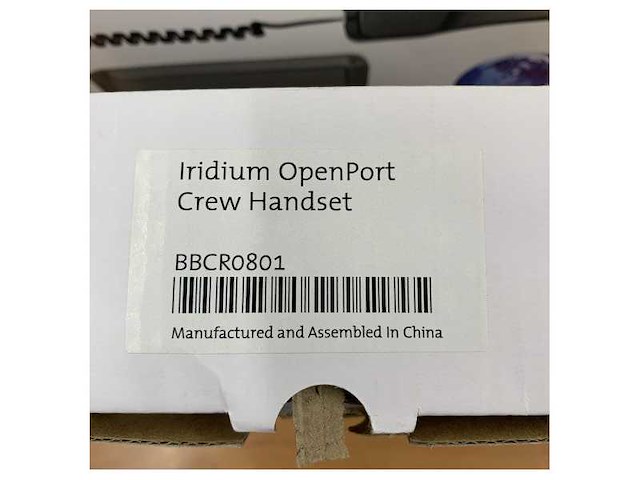 Iridium OpenPort
Crew Handset
BBCR0801
Manufactured and Assembled In China